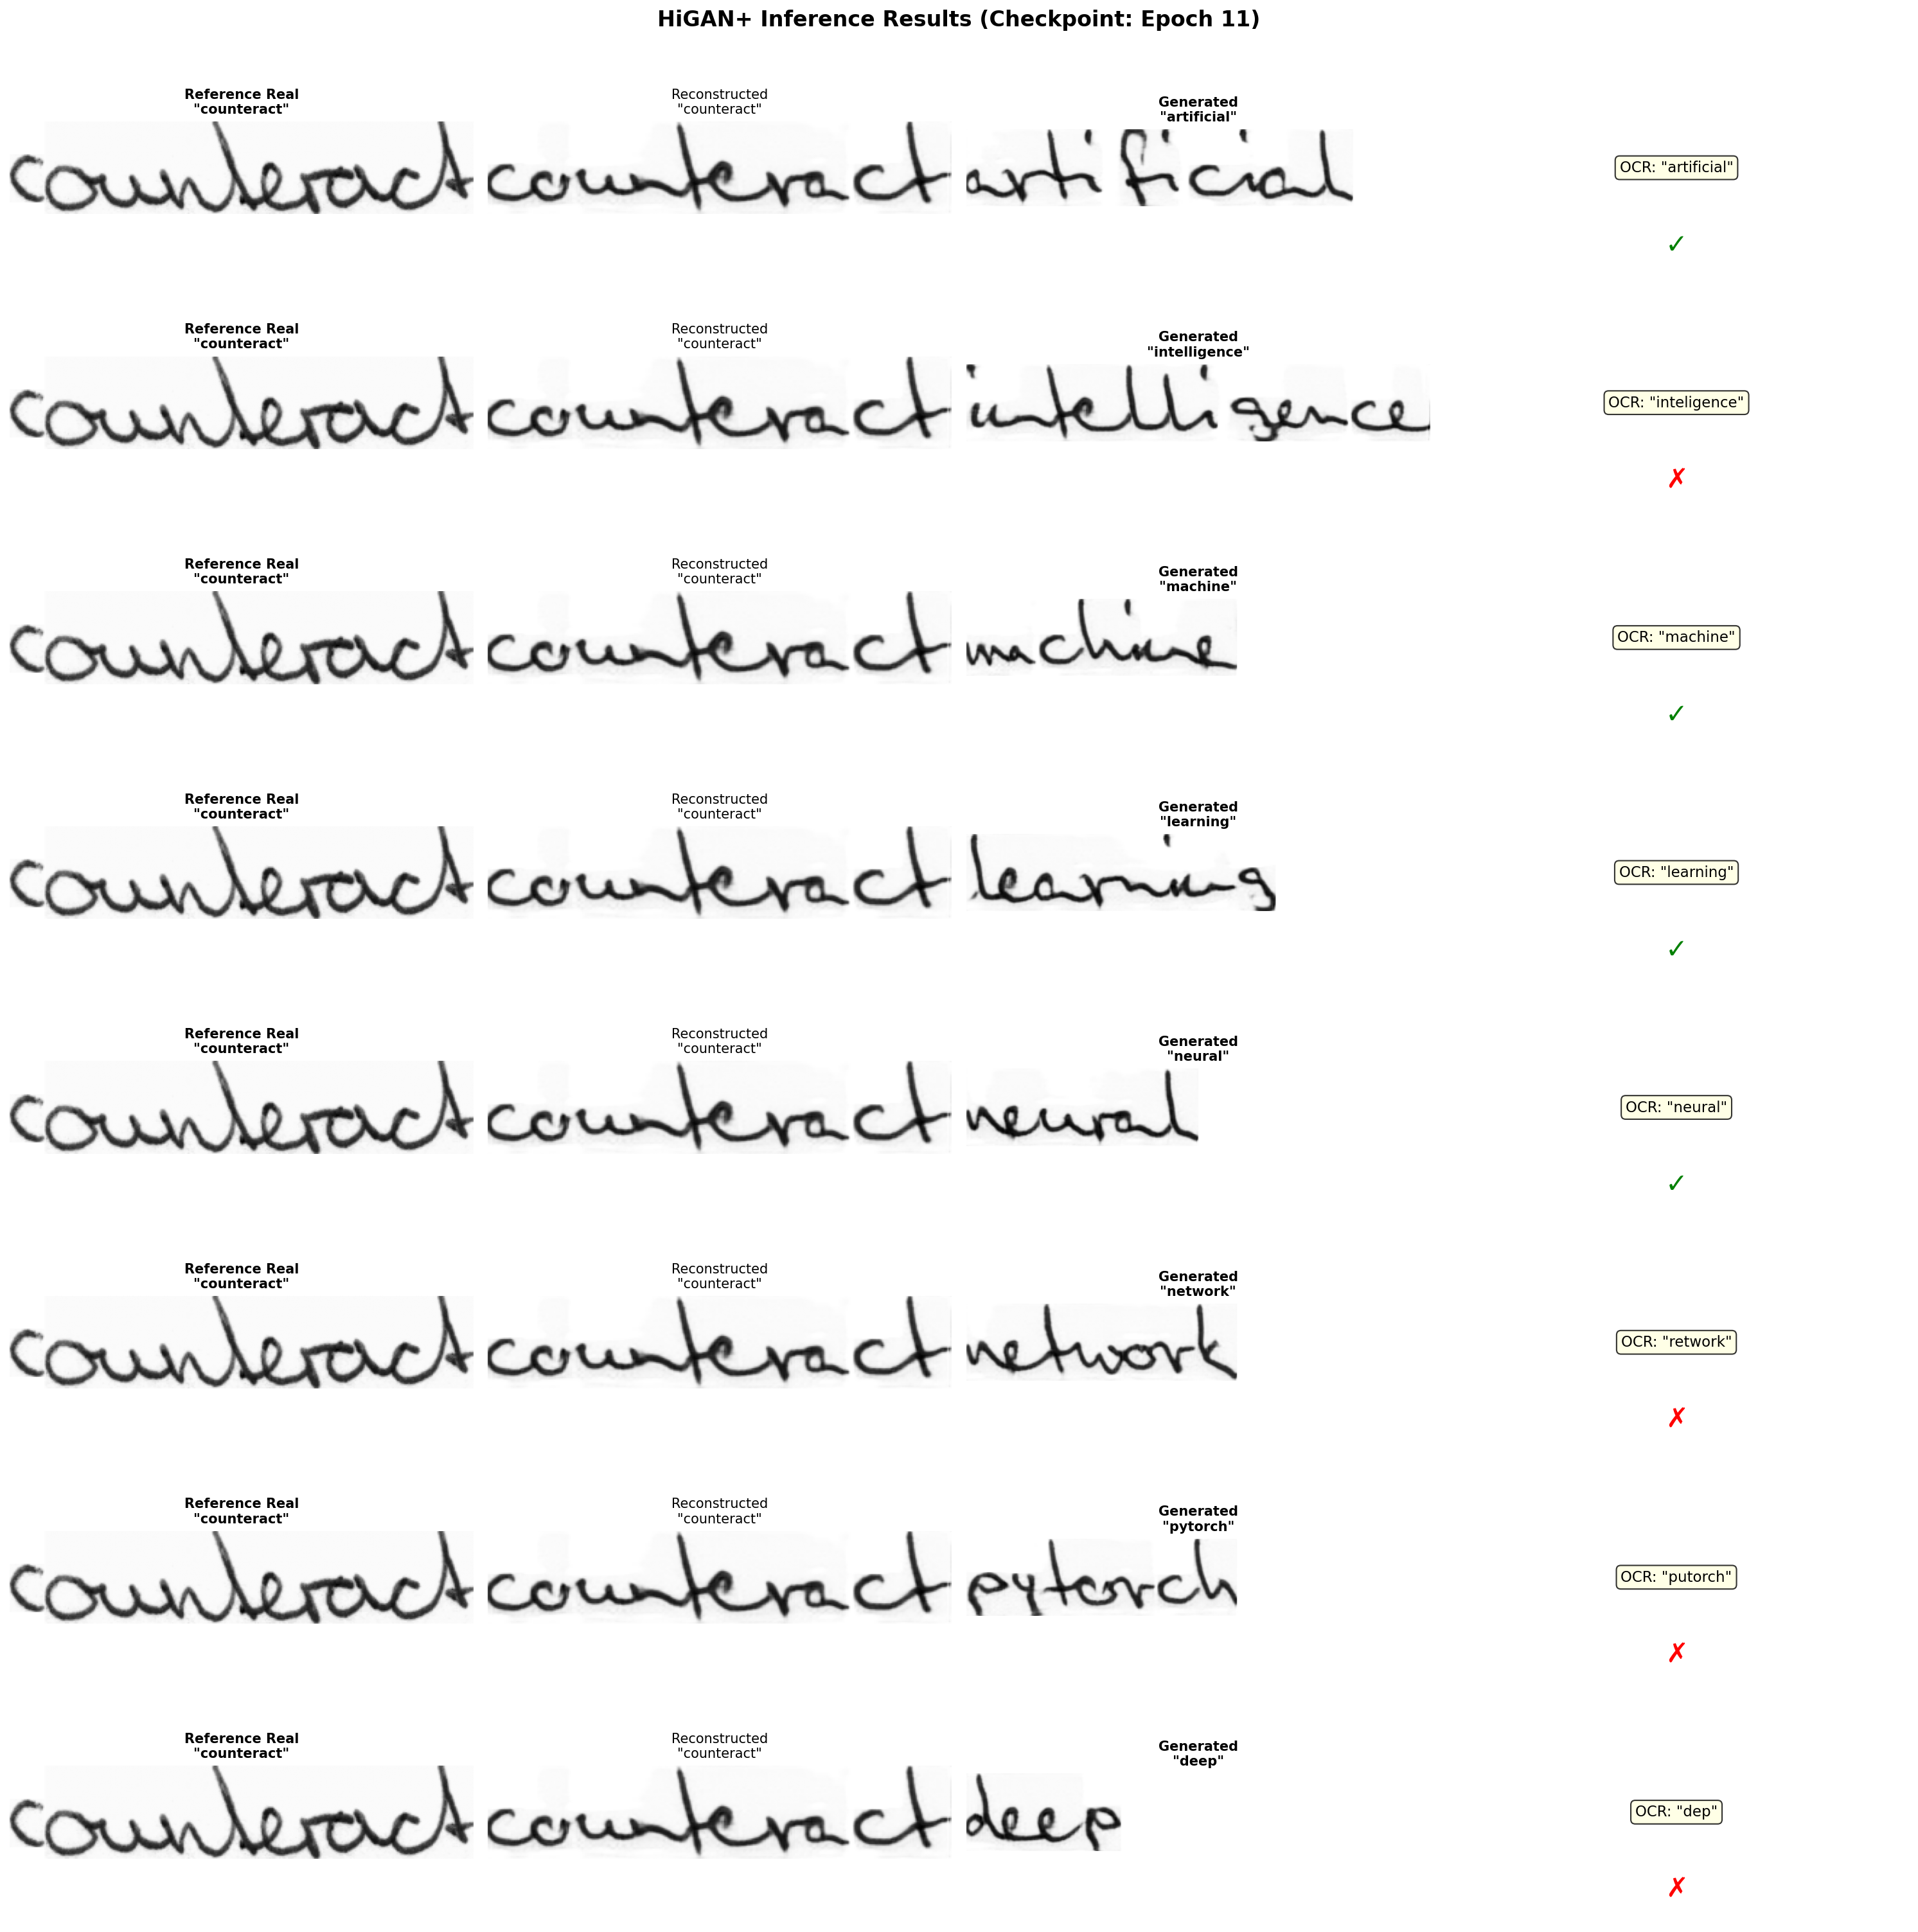 HiGAN+ Inference Results (Checkpoint: Epoch 11)
Reference Real
"counteract"
Reconstructed
"counteract"
Generated
"artificial"
counteract
counteract
artificial
OCR: "artificial"
✓
Reference Real
"counteract"
Reconstructed
"counteract"
Generated
"intelligence"
counteract
counteract
intelligence
OCR: "inteligence"
✗
Reference Real
"counteract"
Reconstructed
"counteract"
Generated
"machine"
counteract
counteract
machine
OCR: "machine"
✓
Reference Real
"counteract"
Reconstructed
"counteract"
Generated
"learning"
counteract
counteract
learning
OCR: "learning"
✓
Reference Real
"counteract"
Reconstructed
"counteract"
Generated
"neural"
counteract
counteract
neural
OCR: "neural"
✓
Reference Real
"counteract"
Reconstructed
"counteract"
Generated
"network"
counteract
counteract
network
OCR: "retwork"
✗
Reference Real
"counteract"
Reconstructed
"counteract"
Generated
"pytorch"
counteract
counteract
pytorch
OCR: "putorch"
✗
Reference Real
"counteract"
Reconstructed
"counteract"
Generated
"deep"
counteract
counteract
deep
OCR: "dep"
✗